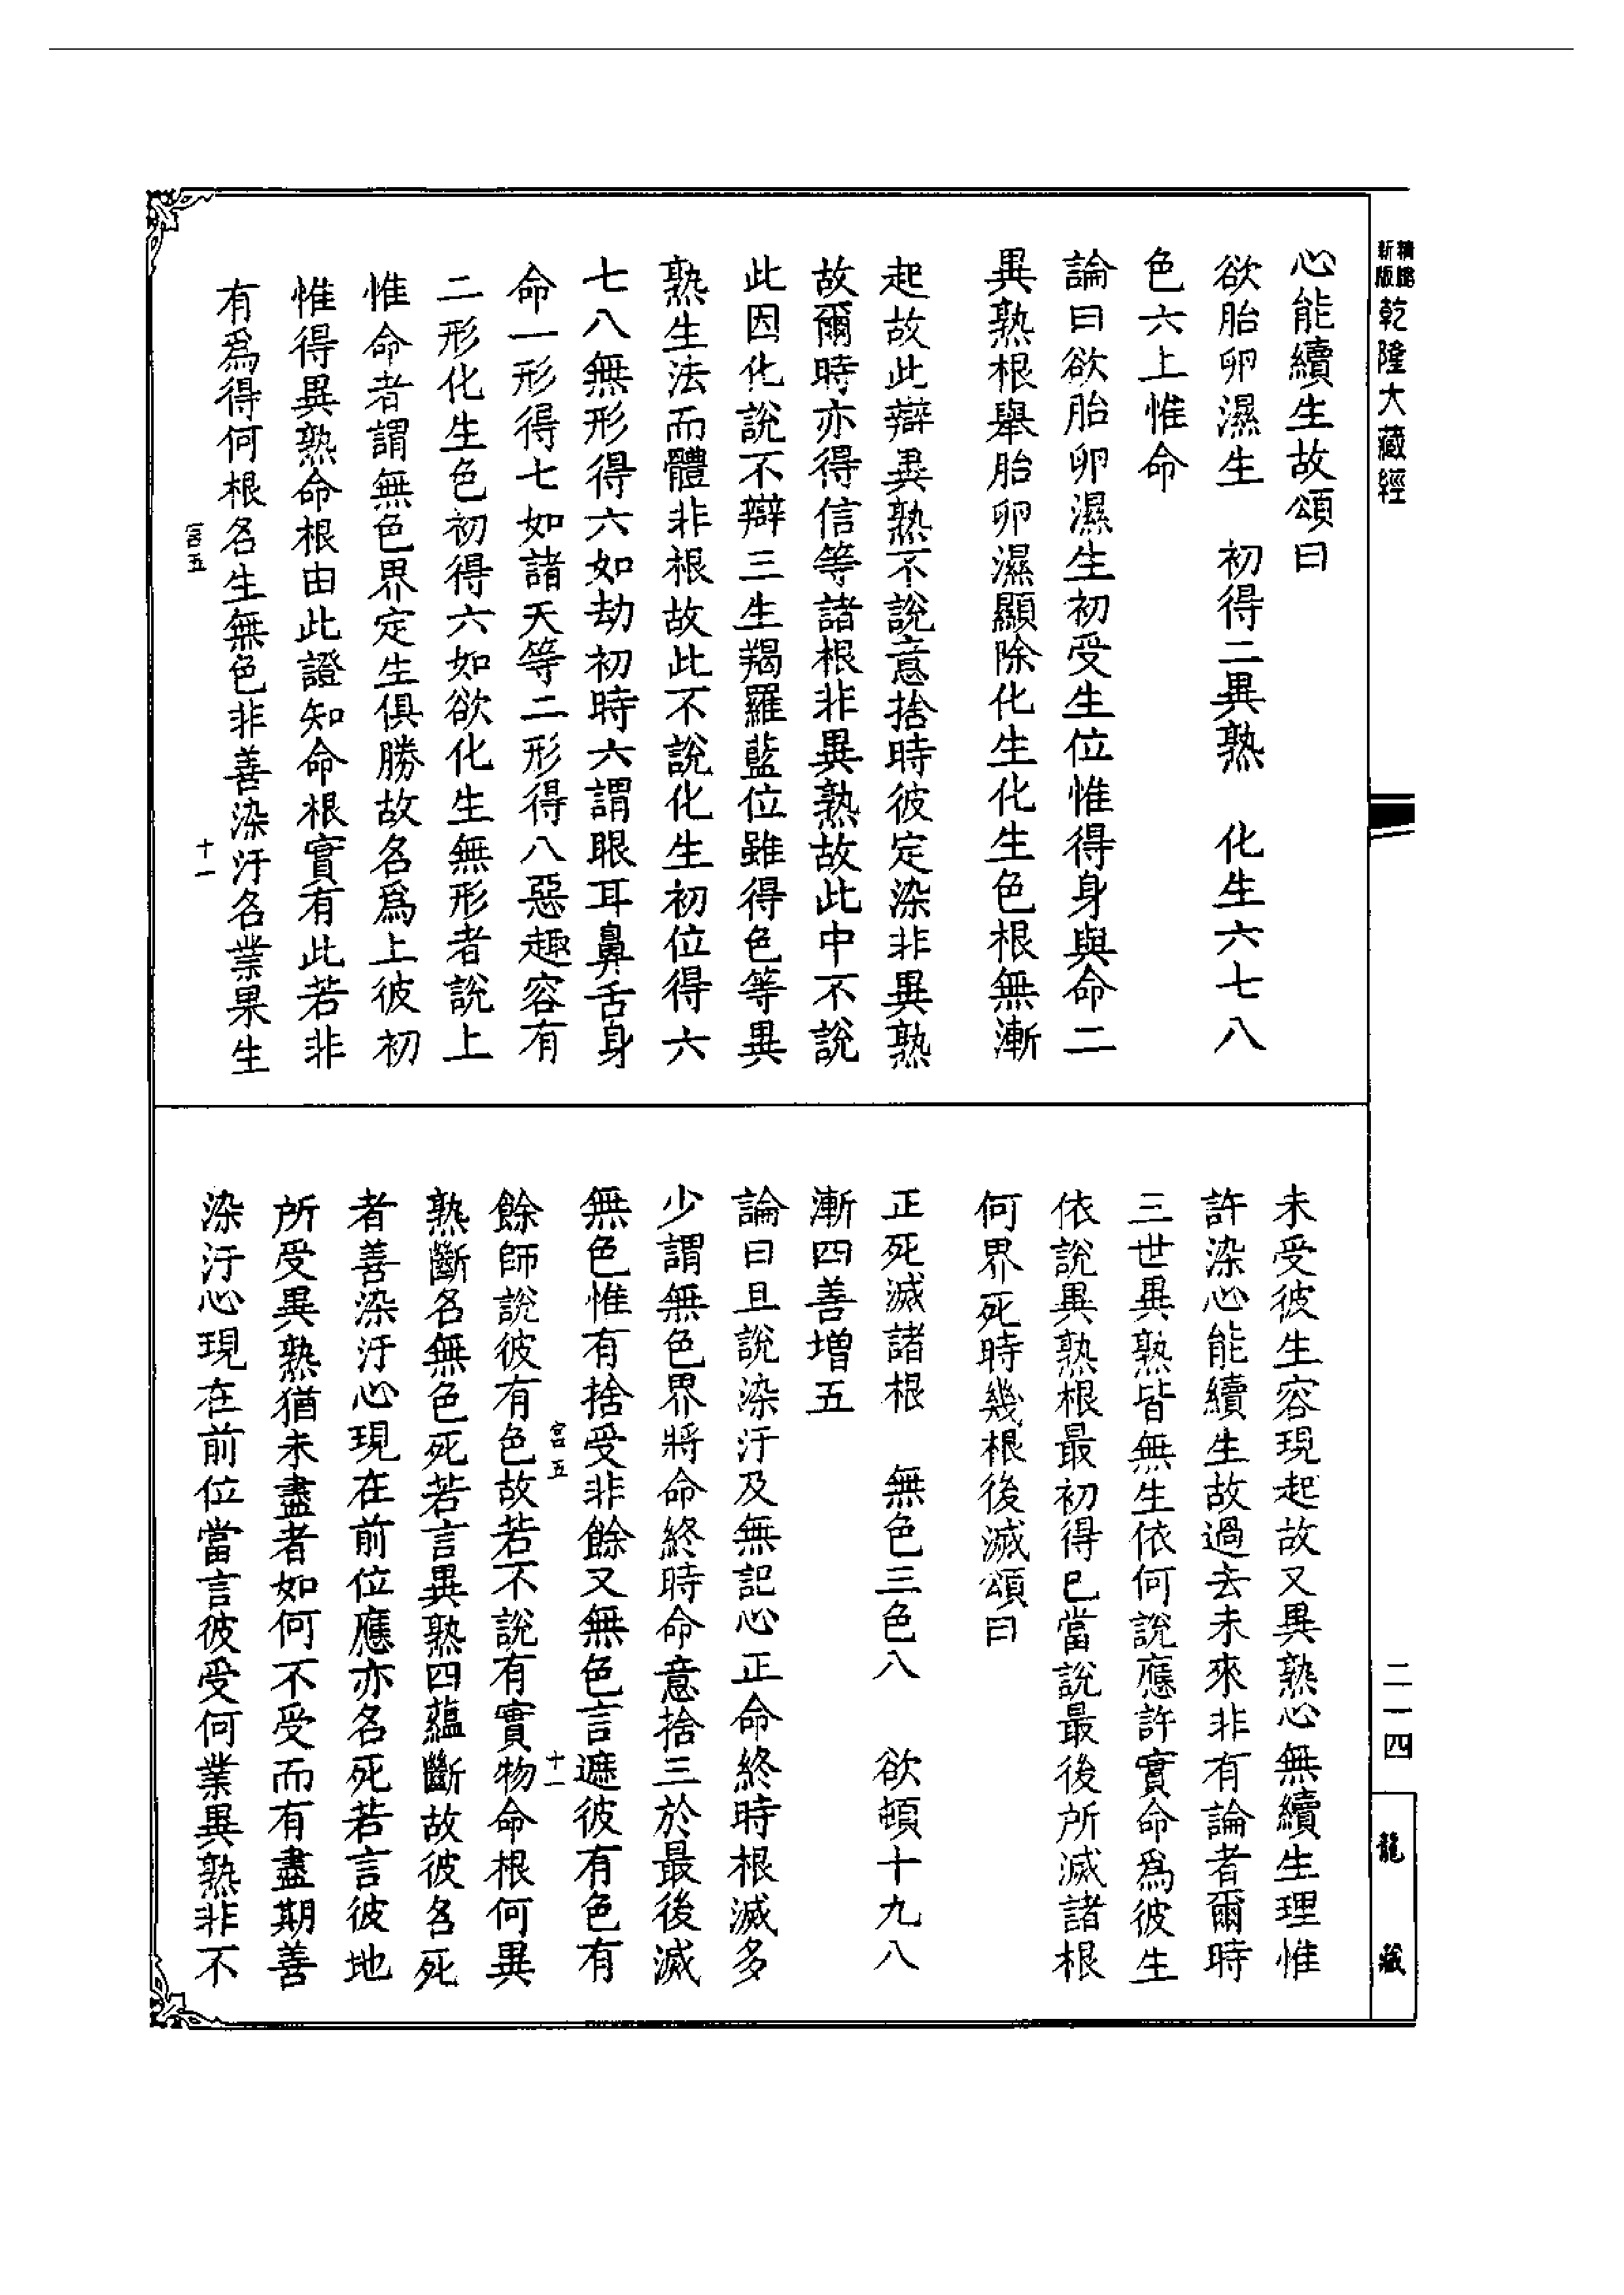 新版
精縮
乾隆大藏經
心能續生故頌曰
欲胎卵濕生　初得二異熟　化生六七八
色六上惟命
論曰欲胎卵濕生初受生位惟得身與命二
異熟根舉胎卵濕顯除化生化生色根無漸
起故此辯異熟不說意捨時彼定染非異熟
故爾時亦得信等諸根非異熟故此中不說
此因化說不辯三生羯羅藍位雖得色等異
熟生法而體非根故此不說化生初位得六
七八無形得六如劫初時六謂眼耳鼻舌身
命一形得七如諸天等二形得八惡趣容有
二形化生色初得六如欲化生無形者說上
惟命者謂無色界定生俱勝故名為上彼初
惟得異熟命根由此證知命根實有此若非
有為得何根名生無色非善染汙名業果生
宮五
十一
未受彼生容現起故又異熟心無續生理惟
許染心能續生故過去未來非有論者爾時
三世異熟皆無生依何說應許實命為彼生
依說異熟根最初得已當說最後所滅諸根
何界死時幾根後滅頌曰
正死滅諸根　無色三色八　欲頓十九八
漸四善增五
論曰且說染汙及無記心正命終時根滅多
少謂無色界將命終時命意捨三於最後滅
無色惟有捨受非餘又無色言遮彼有色有
宮五
十一
餘師說彼有色故若不說有實物命根何異
熟斷名無色死若言異熟四蘊斷故彼名死
者善染汙心現在前位應亦名死若言彼地
所受異熟猶未盡者如何不受而有盡期善
染汙心現在前位當言彼受何業異熟非不
二一四
龍藏